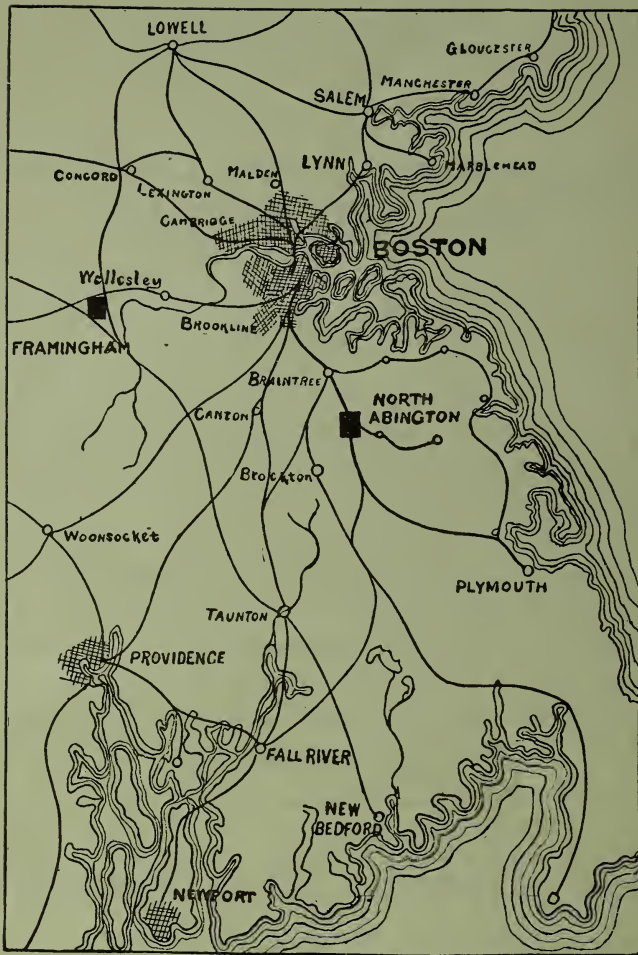 LOWELL
GLOUCESTER
MANCHESTER
SALEM
LYNN
MARBLEHEAD
MALDEN
CONCORD
LEXINGTON
CAMBRIDGE
BOSTON
Wellesley
BROOKLINE
FRAMINGHAM
BRAINTREE
NORTH
ABINGTON
CANTON
Brockton
WOONSOCKET
PLYMOUTH
TAUNTON
PROVIDENCE
FALL RIVER
NEW
BEDFORD
NEWPORT